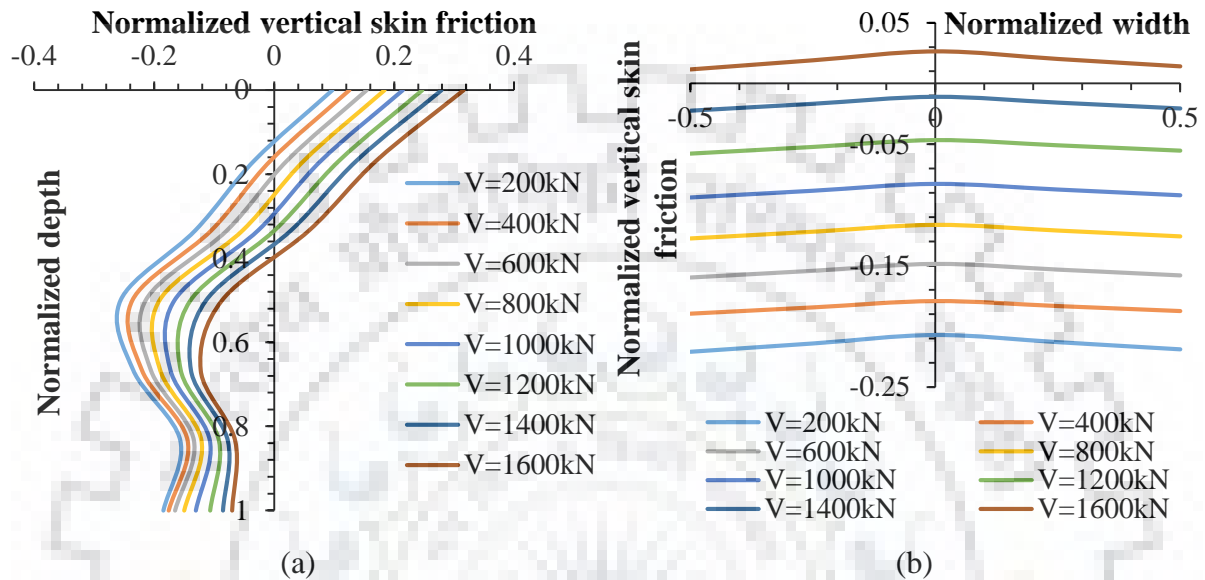 Normalized vertical skin friction
-0.4 -0.2 0 0.2 0.4
0
0.2
0.4
0.6
0.8
1
Normalized depth
V=200kN
V=400kN
V=600kN
V=800kN
V=1000kN
V=1200kN
V=1400kN
V=1600kN
(a)
Normalized width
0.05
-0.5 0 0.5
-0.05
-0.15
-0.25
Normalized vertical skin
friction
V=200kN V=400kN
V=600kN V=800kN
V=1000kN V=1200kN
V=1400kN V=1600kN
(b)